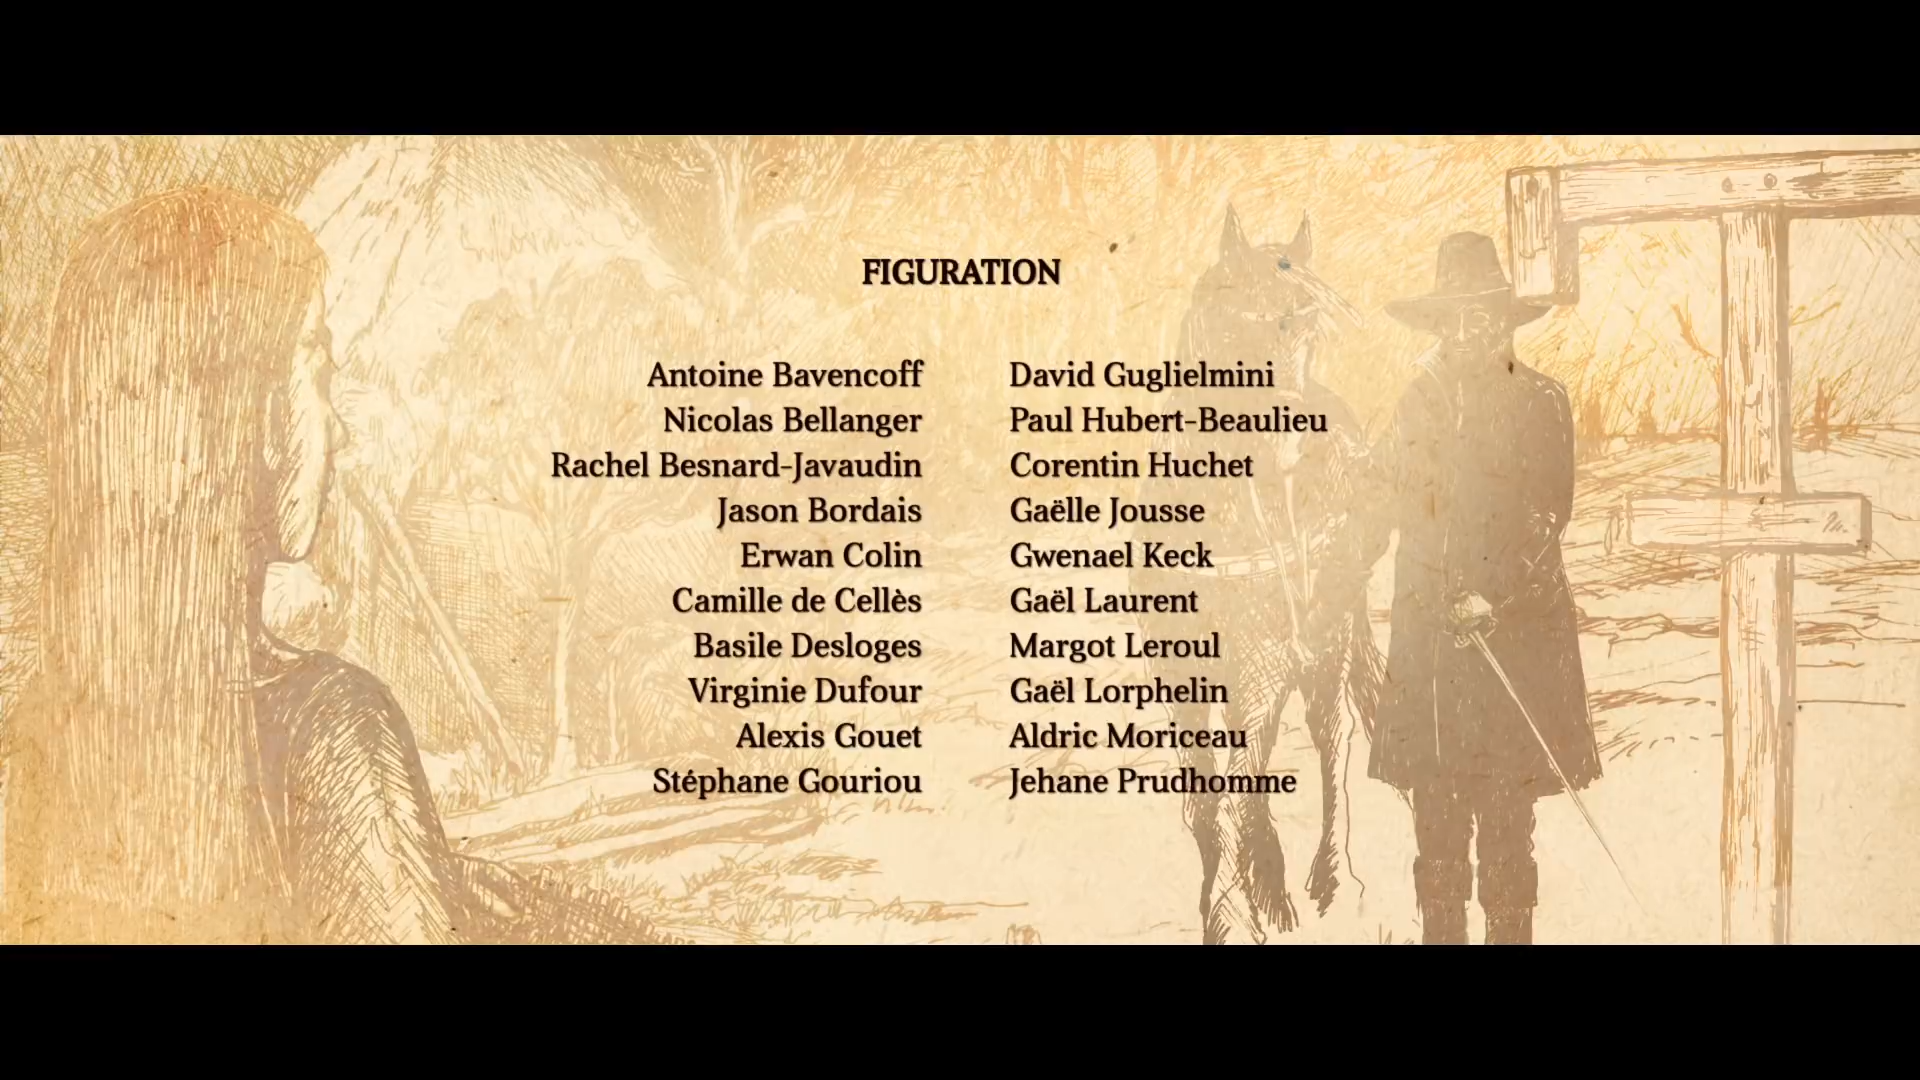 FIGURATION
Antoine Bavencoff
Nicolas Bellanger
Rachel Besnard-Javaudin
Jason Bordais
Erwan Colin
Camille de Cellès
Basile Desloges
Virginie Dufour
Alexis Gouet
Stéphane Gouriou
David Guglielmini
Paul Hubert-Beaulieu
Corentin Huchet
Gaëlle Jousse
Gwenael Keck
Gaël Laurent
Margot Leroul
Gaël Lorphelin
Aldric Moriceau
Jehane Prudhomme